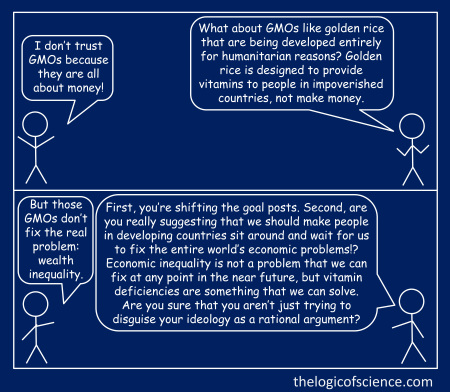 I don't trust
GMOs because
they are all
about money!
What about GMOs like golden rice
that are being developed entirely
for humanitarian reasons? Golden
rice is designed to provide
vitamins to people in impoverished
countries, not make money.
But those
GMOs don't
fix the real
problem:
wealth
inequality.
First, you're shifting the goal posts. Second, are
you really suggesting that we should make people
in developing countries sit around and wait for us
to fix the entire world's economic problems!?
Economic inequality is not a problem that we can
fix at any point in the near future, but vitamin
deficiencies are something that we can solve.
Are you sure that you aren't just trying to
disguise your ideology as a rational argument?
thelogicofscience.com